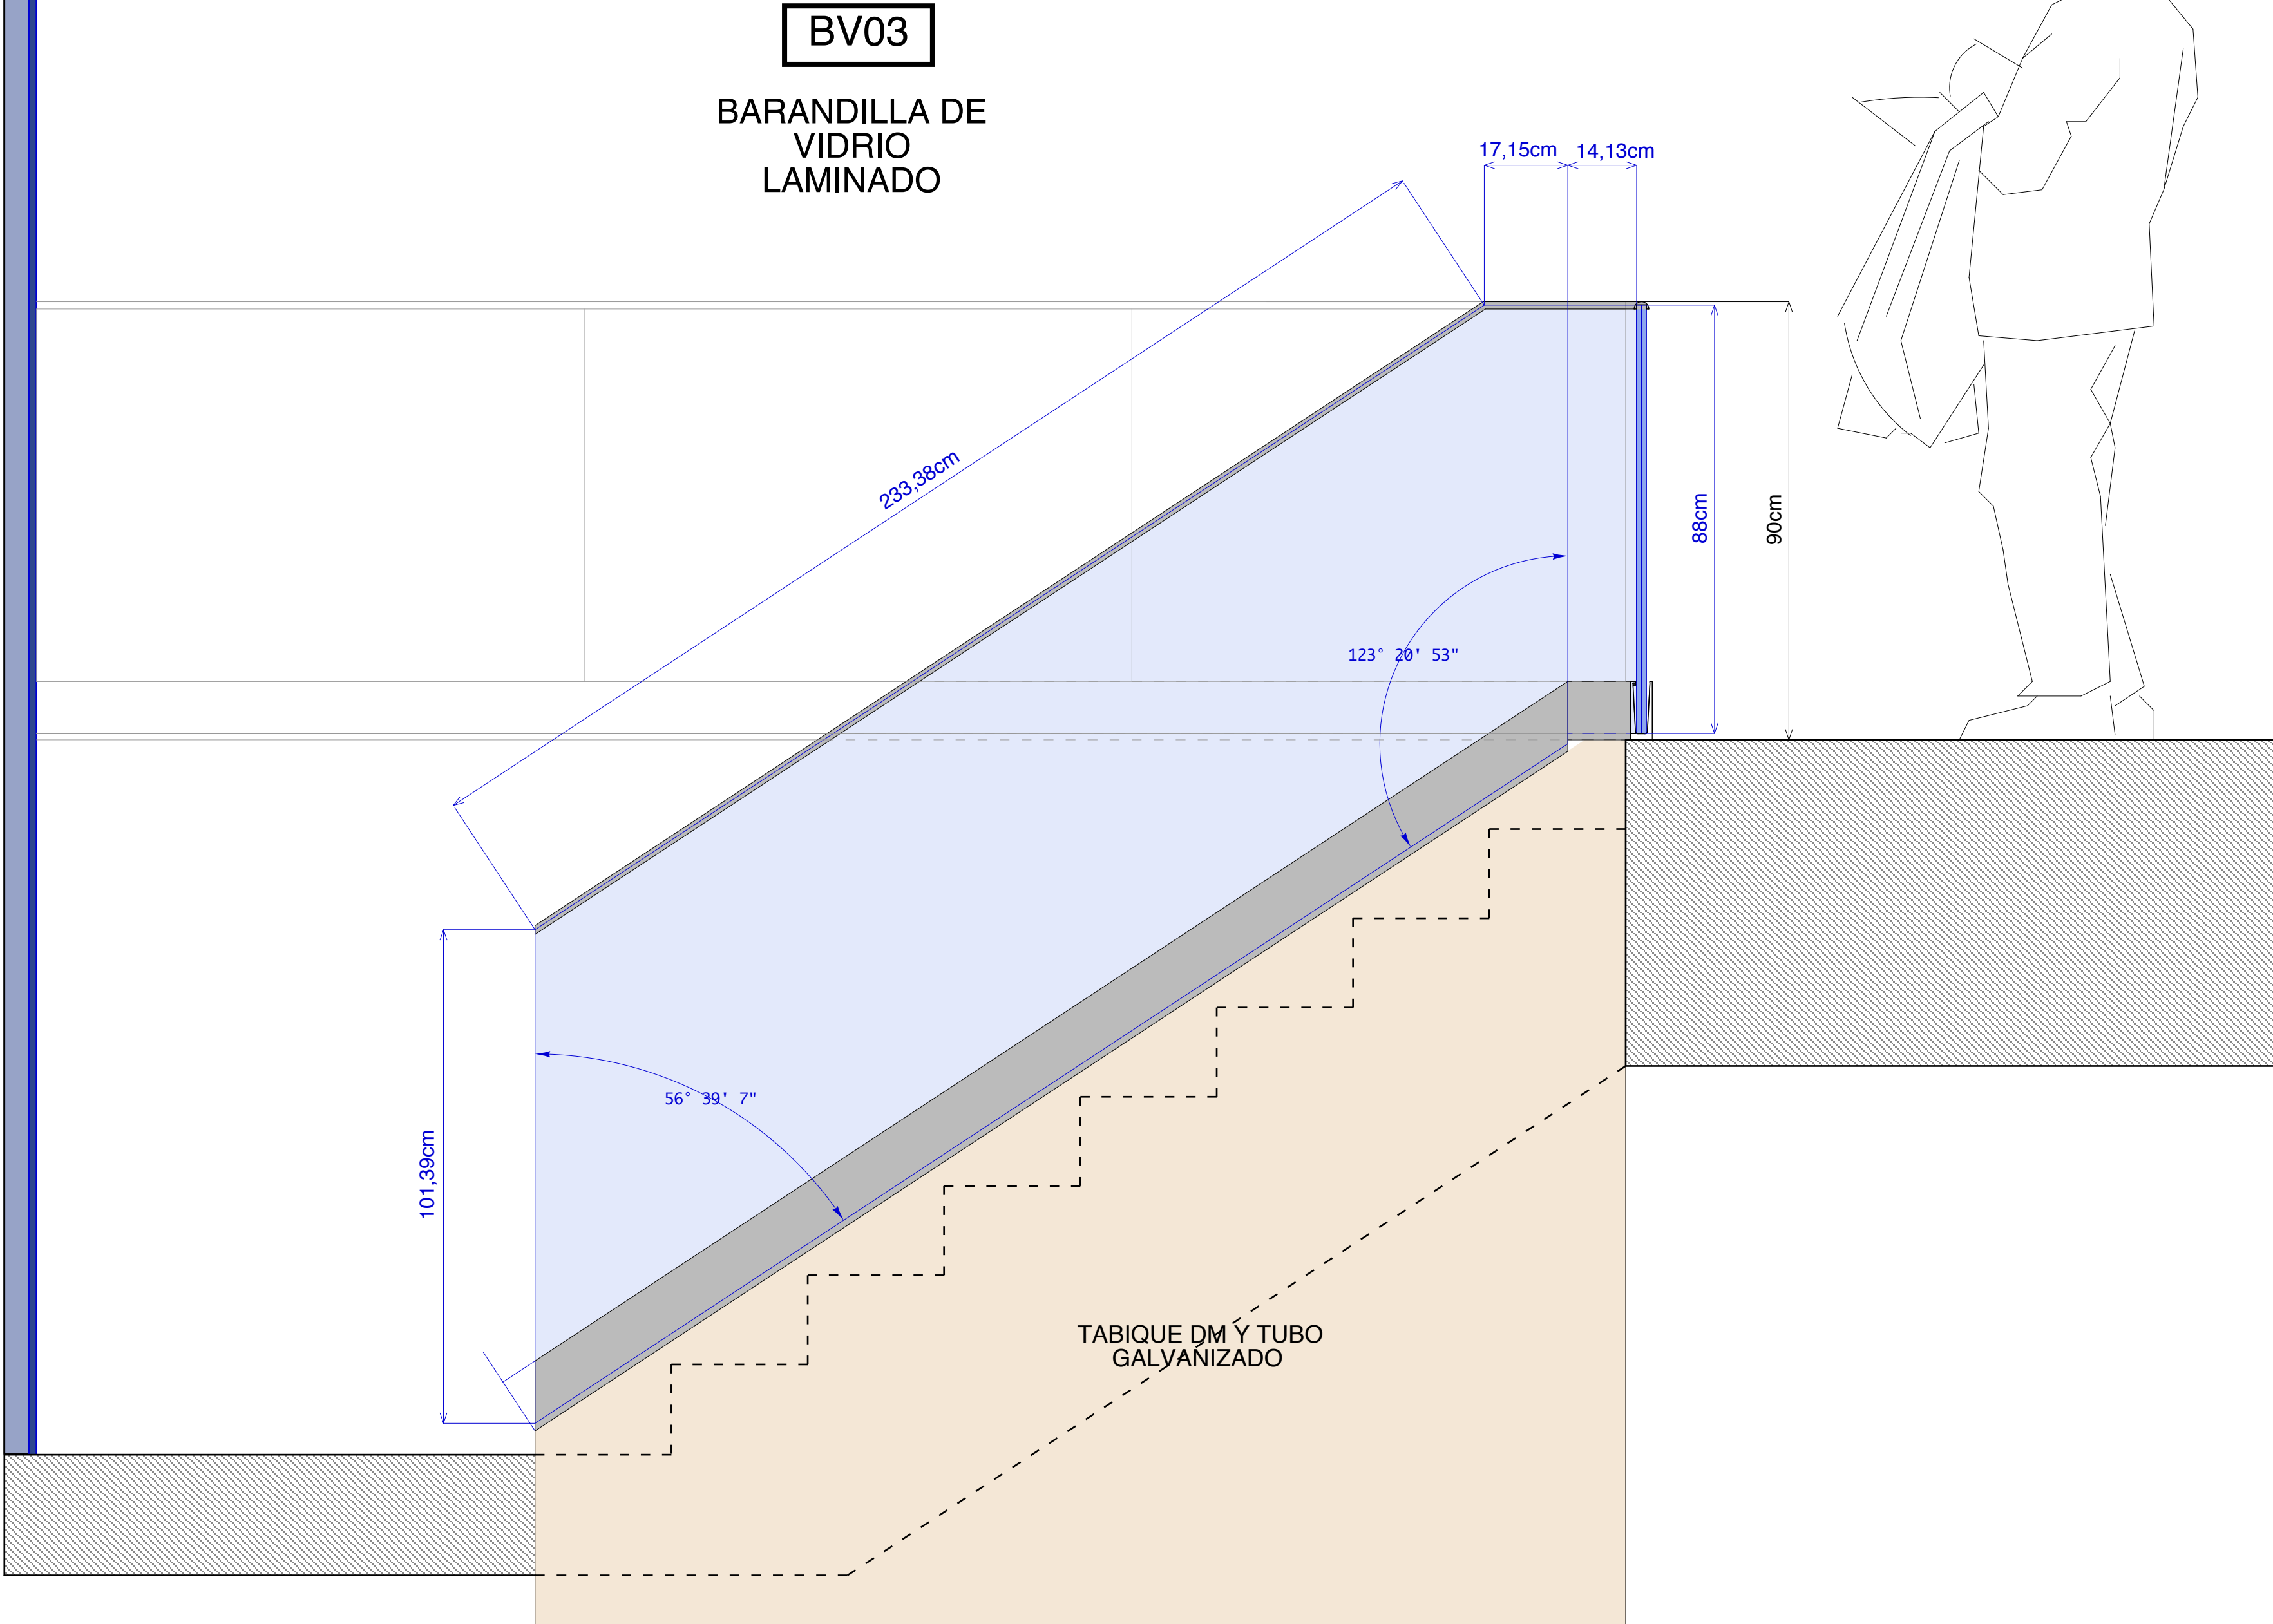 BV03
BARANDILLA DE
VIDRIO
LAMINADO
17,15cm
14,13cm
233,38cm
88cm
90cm
123° 20' 53"
56° 39' 7"
101,39cm
TABIQUE DM Y TUBO
GALVANIZADO